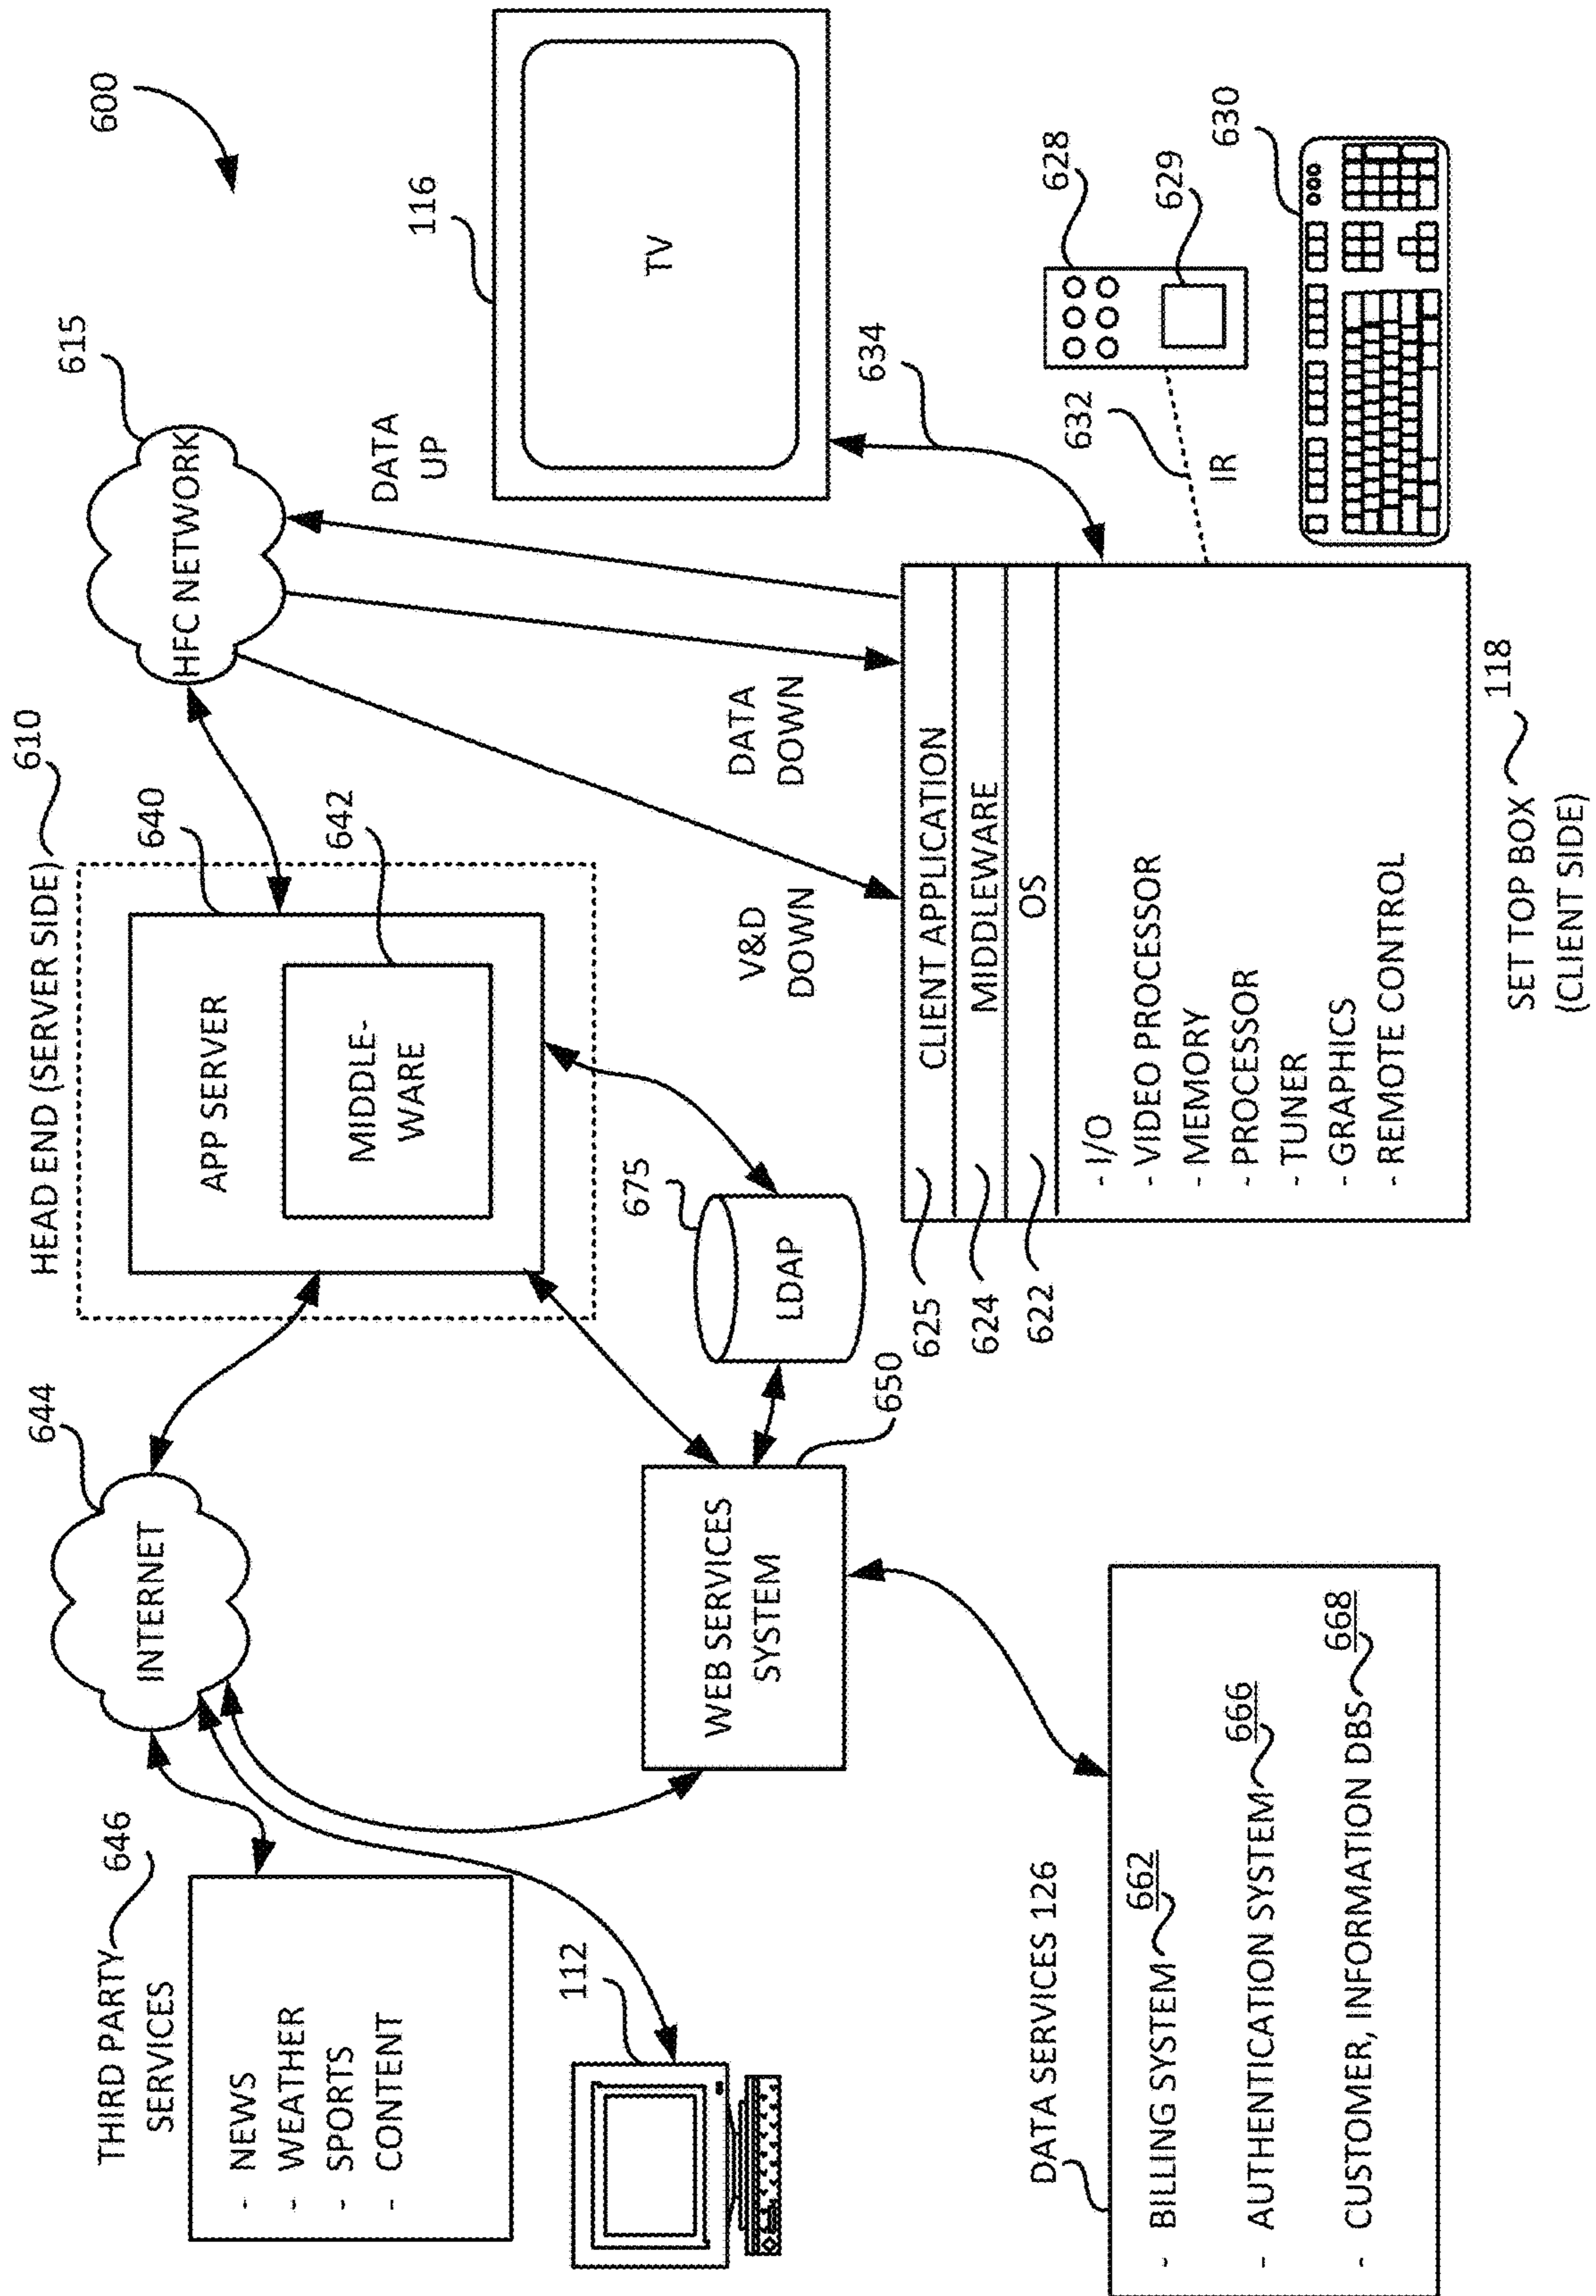 600
THIRD PARTY
SERVICES
646
- NEWS
- WEATHER
- SPORTS
- CONTENT
644
INTERNET
HEAD END (SERVER SIDE)
610
640
APP SERVER
642
MIDDLE-
WARE
615
HFC NETWORK
112
WEB SERVICES
SYSTEM
650
675
LDAP
V&D
DOWN
DATA
DOWN
DATA
UP
116
TV
634
DATA SERVICES 126
- BILLING SYSTEM 662
- AUTHENTICATION SYSTEM 666
- CUSTOMER, INFORMATION DBS 668
625
CLIENT APPLICATION
624
MIDDLEWARE
622
OS
- I/O
- VIDEO PROCESSOR
- MEMORY
- PROCESSOR
- TUNER
- GRAPHICS
- REMOTE CONTROL
632
IR
628
629
630
SET TOP BOX 118
(CLIENT SIDE)